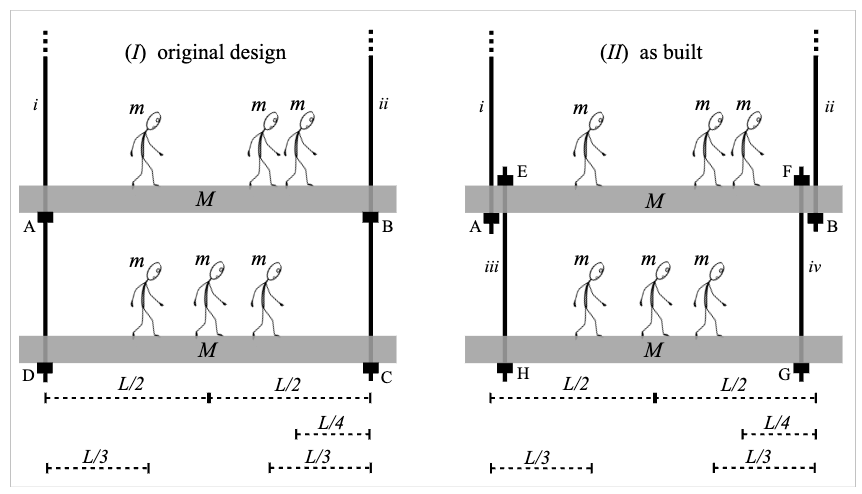 (I) original design
(II) as built
i
m
m
m
ii
i
m
m
m
ii
E
F
M
M
A
B
A
B
m
m
m
iii
m
m
m
iv
M
M
D
C
H
G
L/2
L/2
L/2
L/2
L/4
L/4
L/3
L/3
L/3
L/3